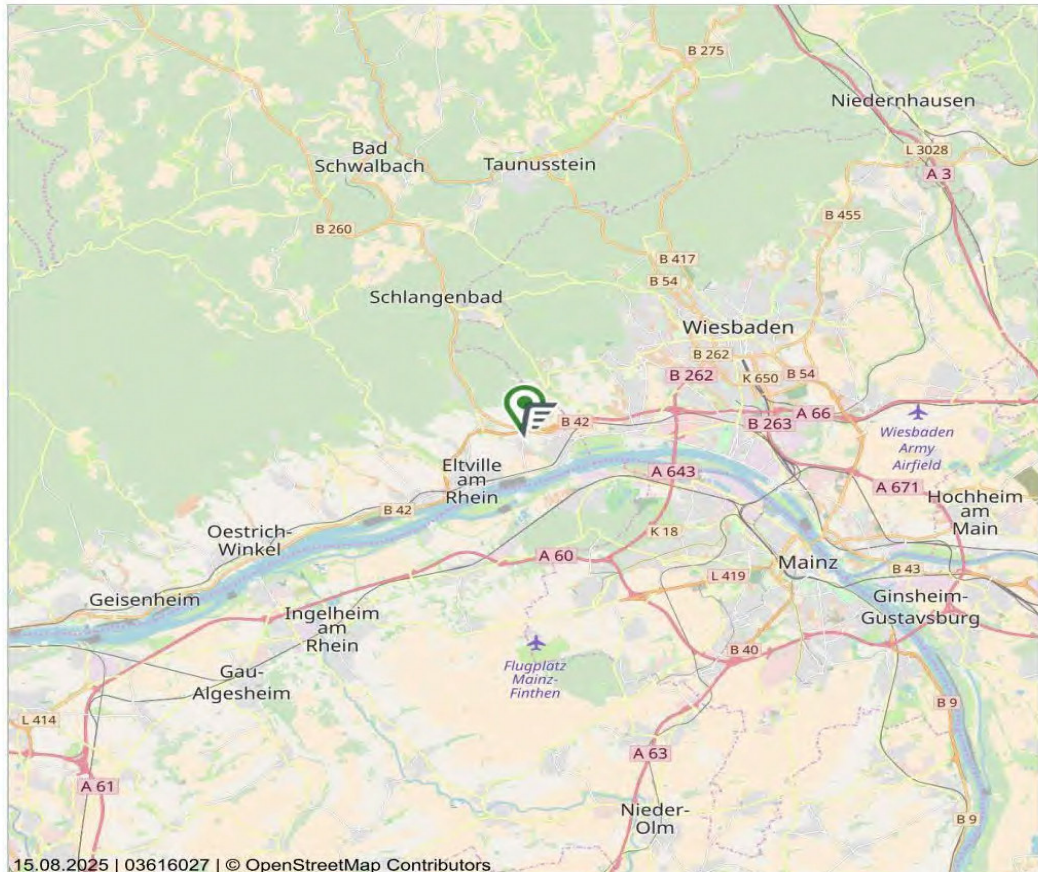 B 275
Niedernhausen
Bad
Schwalbach
Taunusstein
L 3028
A 3
B 455
B 260
B 417
B 54
Schlangenbad
Wiesbaden
B 262
B 262
K 650
B 54
B 42
A 66
B 263
Wiesbaden
Army
Airfield
Eltville
am
Rhein
A 643
A 671
B 42
Hochheim
am
Main
Oestrich-
Winkel
K 18
A 60
Mainz
L 419
B 43
Geisenheim
Ingelheim
am
Rhein
Ginsheim-
Gustavsburg
Flugplatz
Mainz-
Finthen
B 40
Gau-
Algesheim
L 414
B 9
A 63
A 61
Nieder-
Olm
B 9
15.08.2025 | 03616027 | © OpenStreetMap Contributors